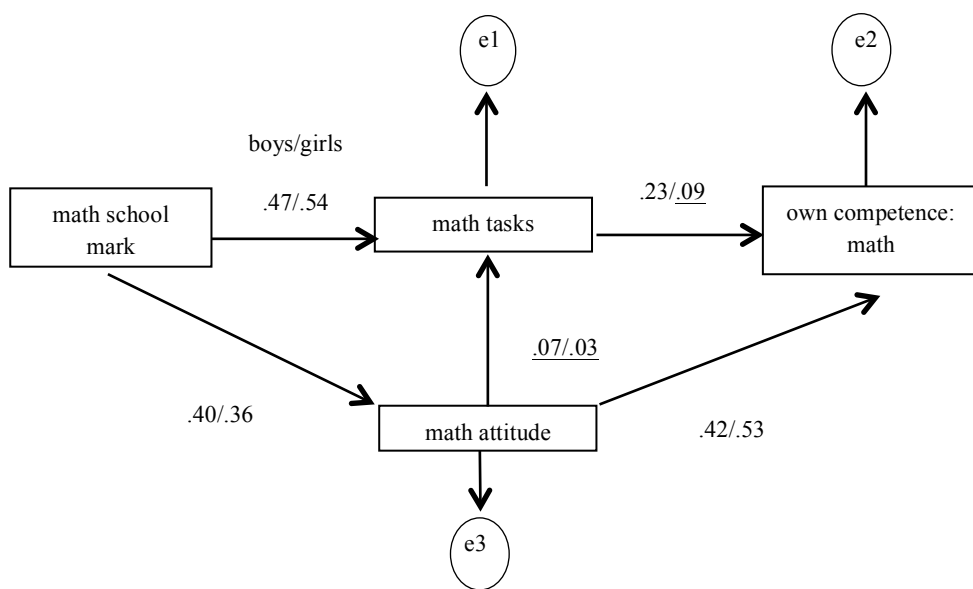 e1
e2
boys/girls
.47/.54
.23/.09
math school
mark
math tasks
own competence:
math
.07/.03
.40/.36
math attitude
.42/.53
e3